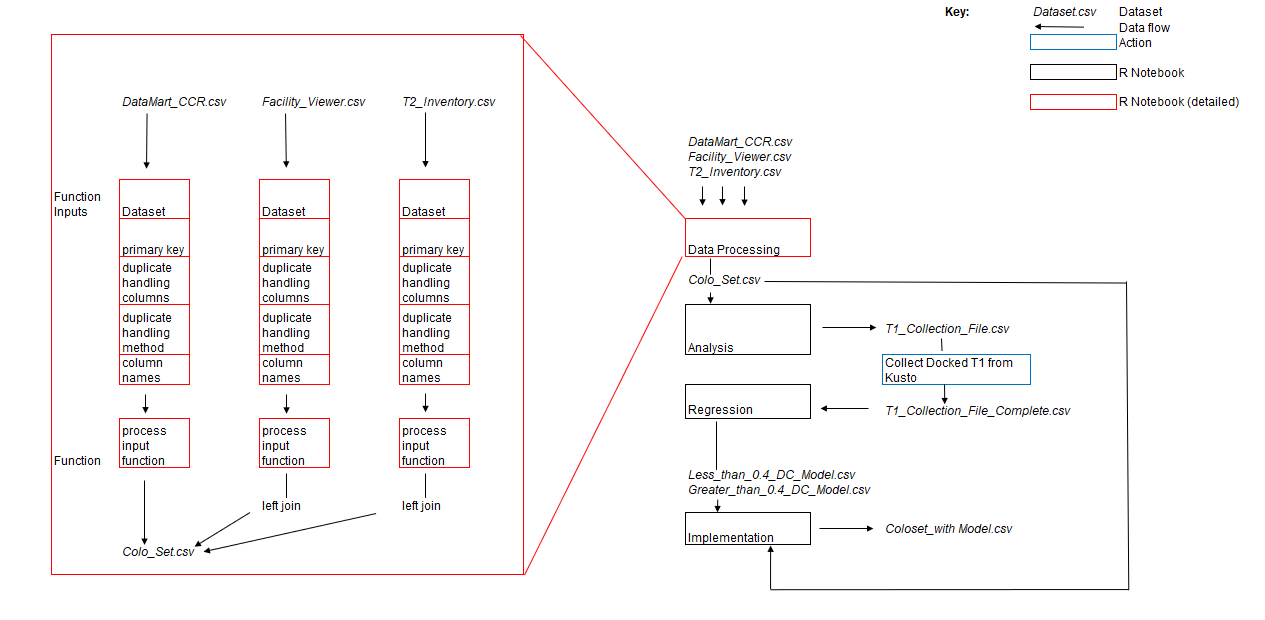 Key:
Dataset.csv
Dataset
Data flow
Action
R Notebook
R Notebook (detailed)
DataMart_CCR.csv
Facility_Viewer.csv
T2_Inventory.csv
Function
Inputs
Dataset
primary key
duplicate
handling
columns
duplicate
handling
method
column
names
Dataset
primary key
duplicate
handling
columns
duplicate
handling
method
column
names
Dataset
primary key
duplicate
handling
columns
duplicate
handling
method
column
names
Function
process
input
function
process
input
function
process
input
function
left join
left join
Colo_Set.csv
DataMart_CCR.csv
Facility_Viewer.csv
T2_Inventory.csv
Data Processing
Colo_Set.csv
Analysis
T1_Collection_File.csv
Collect Docked T1 from
Kusto
T1_Collection_File_Complete.csv
Regression
Less_than_0.4_DC_Model.csv
Greater_than_0.4_DC_Model.csv
Implementation
Coloset_with Model.csv